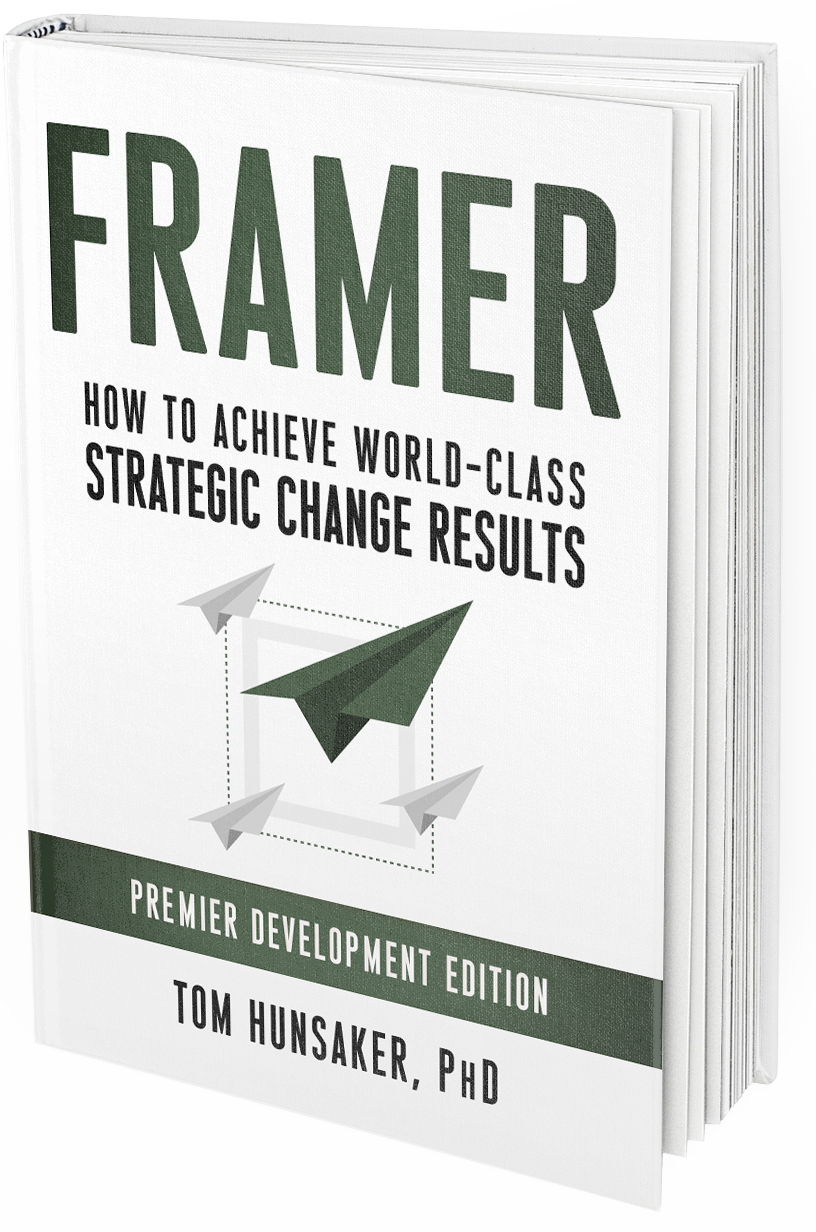 FRAMER
HOW TO ACHIEVE WORLD-CLASS
STRATEGIC CHANGE RESULTS
PREMIER DEVELOPMENT EDITION
TOM HUNSAKER, PHD